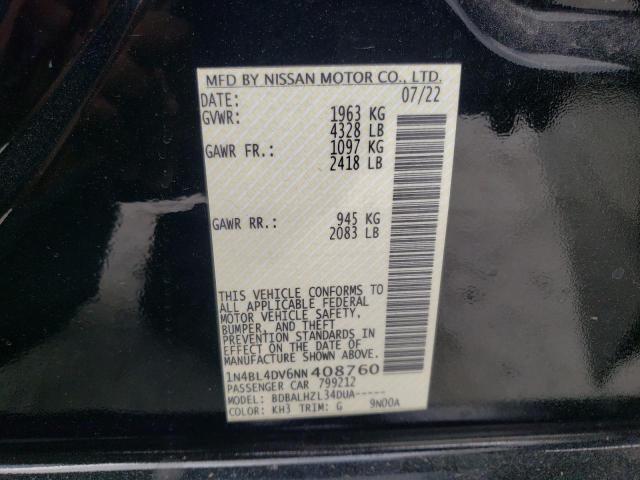 MFD BY NISSAN MOTOR CO., LTD.
DATE: 07/22
GVWR: 1963 KG
4328 LB
GAWR FR.: 1097 KG
2418 LB
GAWR RR.: 945 KG
2083 LB
THIS VEHICLE CONFORMS TO
ALL APPLICABLE FEDERAL
MOTOR VEHICLE SAFETY,
BUMPER, AND THEFT
PREVENTION STANDARDS IN
EFFECT ON THE DATE OF
MANUFACTURE SHOWN ABOVE.
1N4BL4DV6NN408760
PASSENGER CAR 799212
MODEL: BDBALHZL34DUA-----
COLOR: KH3 TRIM: G 9N00A